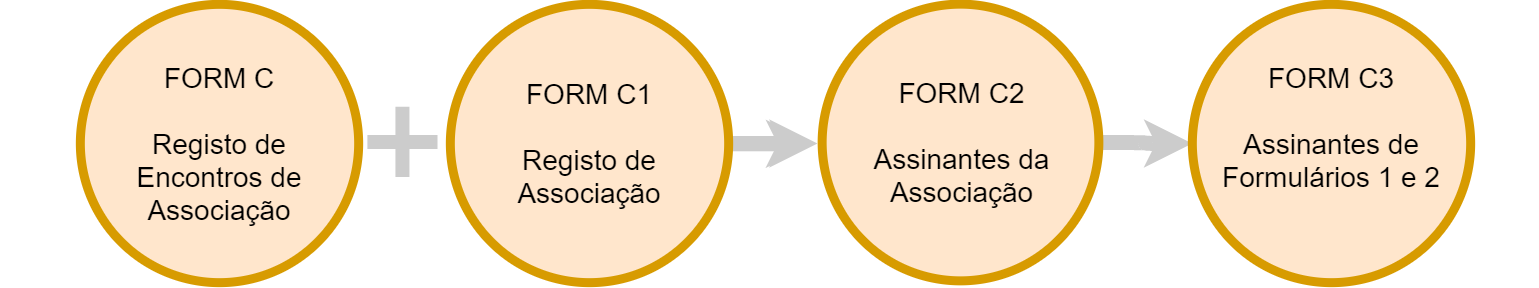 FORM C
Registo de
Encontros de
Associação
FORM C1
Registo de
Associação
FORM C2
Assinantes da
Associação
FORM C3
Assinantes de
Formulários 1 e 2